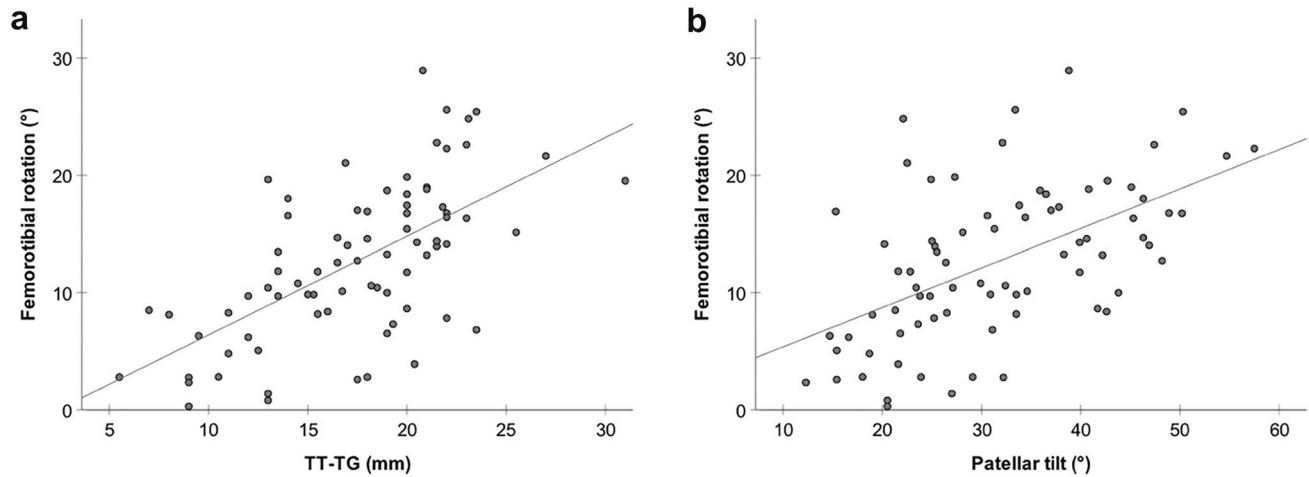 a
30
20
10
0
Femorotibial rotation (°)
5 10 15 20 25 30
TT-TG (mm)
b
30
20
10
0
Femorotibial rotation (°)
10 20 30 40 50 60
Patellar tilt (°)